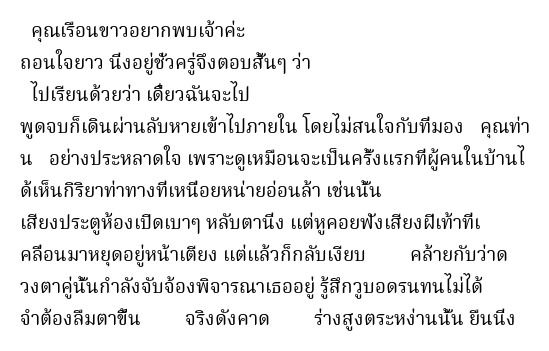 คุณเรือนขาวอยากพบเจ้าค่ะ
ถอนใจยาว นิ่งอยู่ชั่วครู่จึงตอบสั้นๆ ว่า
ไปเรียนด้วยว่า เดี๋ยวฉันจะไป
พูดจบก็เดินผ่านลับหายเข้าไปภายใน โดยไม่สนใจกับที่มอง คุณท่า
น อย่างประหลาดใจ เพราะดูเหมือนจะเป็นครั้งแรกที่ผู้คนในบ้านไ
ด้เห็นกิริยาท่าทางที่เหนื่อยหน่ายอ่อนล้า เช่นนั้น
เสียงประตูห้องเปิดเบาๆ หลับตานิ่ง แต่หูคอยฟังเสียงฝีเท้าที่เ
คลื่อนมาหยุดอยู่หน้าเตียง แต่แล้วก็กลับเงียบ คล้ายกับว่าด
วงตาคู่นั้นกำลังจับจ้องพิจารณาเธออยู่ รู้สึกวูบอดรนทนไม่ได้
จำต้องลืมตาขึ้น จริงดังคาด ร่างสูงตระหง่านนั้น ยืนนิ่ง